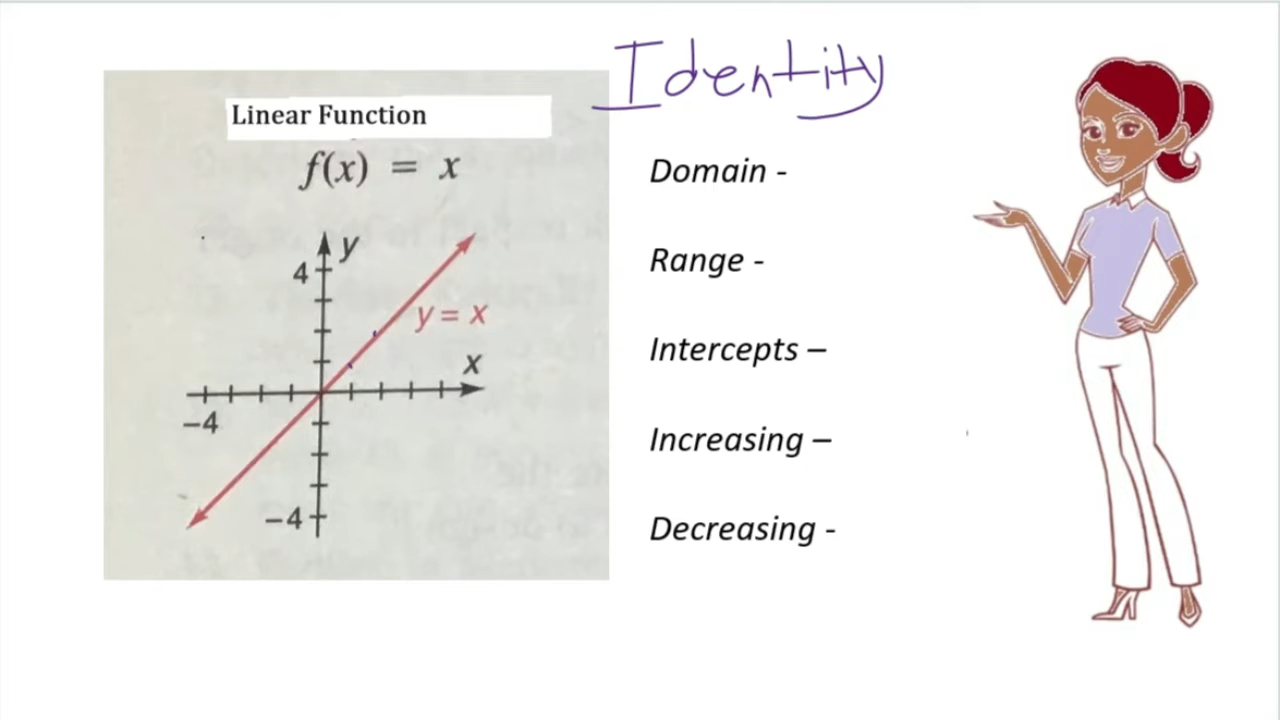 Identity
Linear Function
f(x) = x
y
4
y = x
x
−4
−4
Domain -
Range -
Intercepts –
Increasing –
Decreasing -